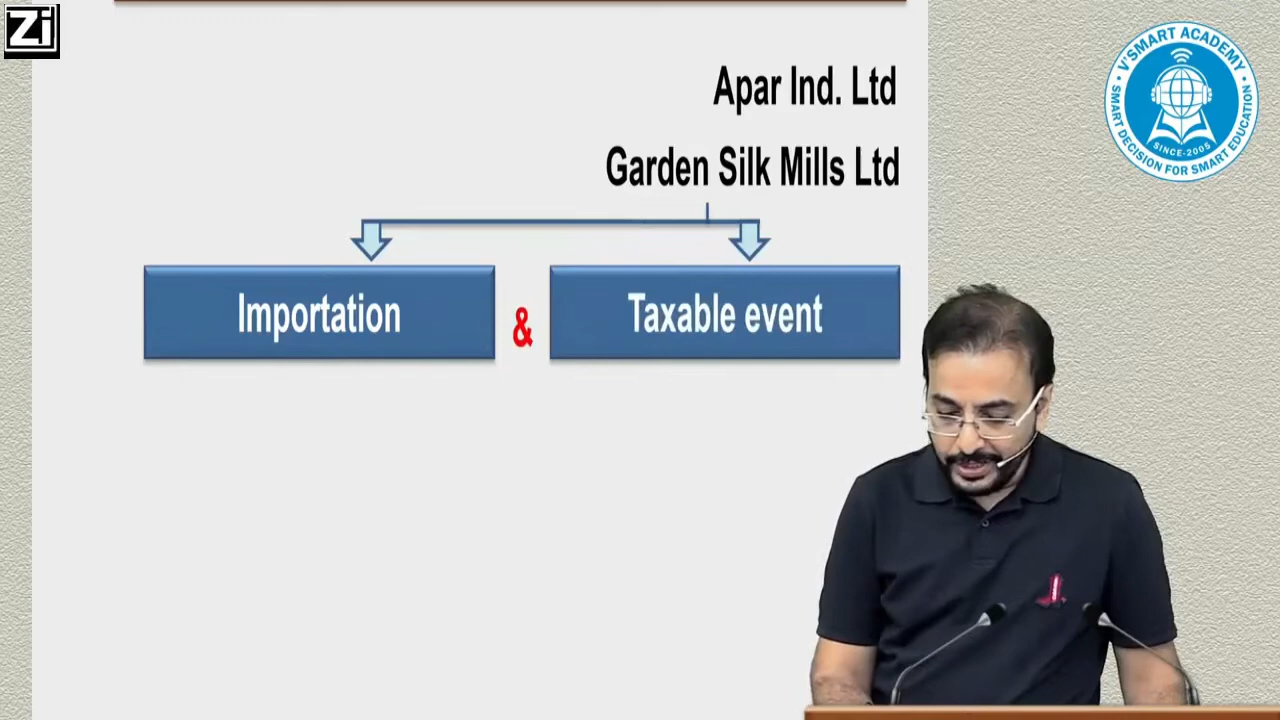 Zi
Apar Ind. Ltd
Garden Silk Mills Ltd
Importation
&
Taxable event
V'SMART ACADEMY
SMART DECISION FOR SMART EDUCATION
SINCE-2005